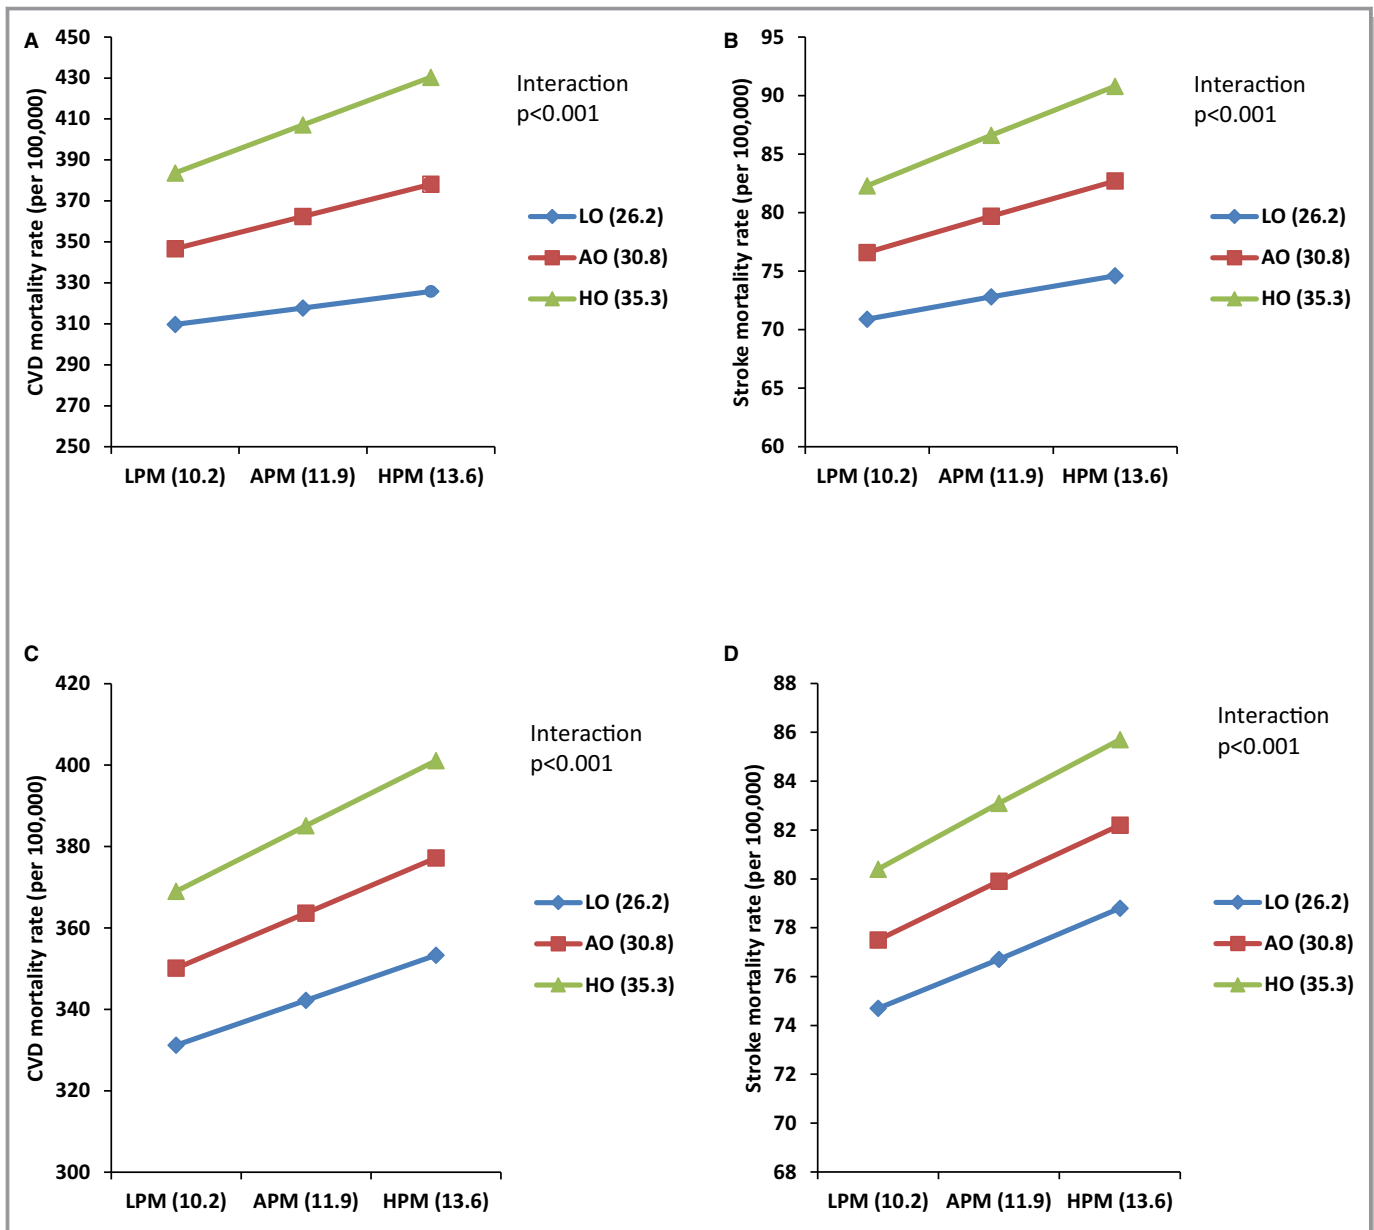 A
CVD mortality rate (per 100,000)
450
430
410
390
370
350
330
310
290
270
250
LPM (10.2) APM (11.9) HPM (13.6)
Interaction
p<0.001
LO (26.2)
AO (30.8)
HO (35.3)
B
Stroke mortality rate (per 100,000)
95
90
85
80
75
70
65
60
LPM (10.2) APM (11.9) HPM (13.6)
Interaction
p<0.001
LO (26.2)
AO (30.8)
HO (35.3)
C
CVD mortality rate (per 100,000)
420
400
380
360
340
320
300
LPM (10.2) APM (11.9) HPM (13.6)
Interaction
p<0.001
LO (26.2)
AO (30.8)
HO (35.3)
D
Stroke mortality rate (per 100,000)
88
86
84
82
80
78
76
74
72
70
68
LPM (10.2) APM (11.9) HPM (13.6)
Interaction
p<0.001
LO (26.2)
AO (30.8)
HO (35.3)